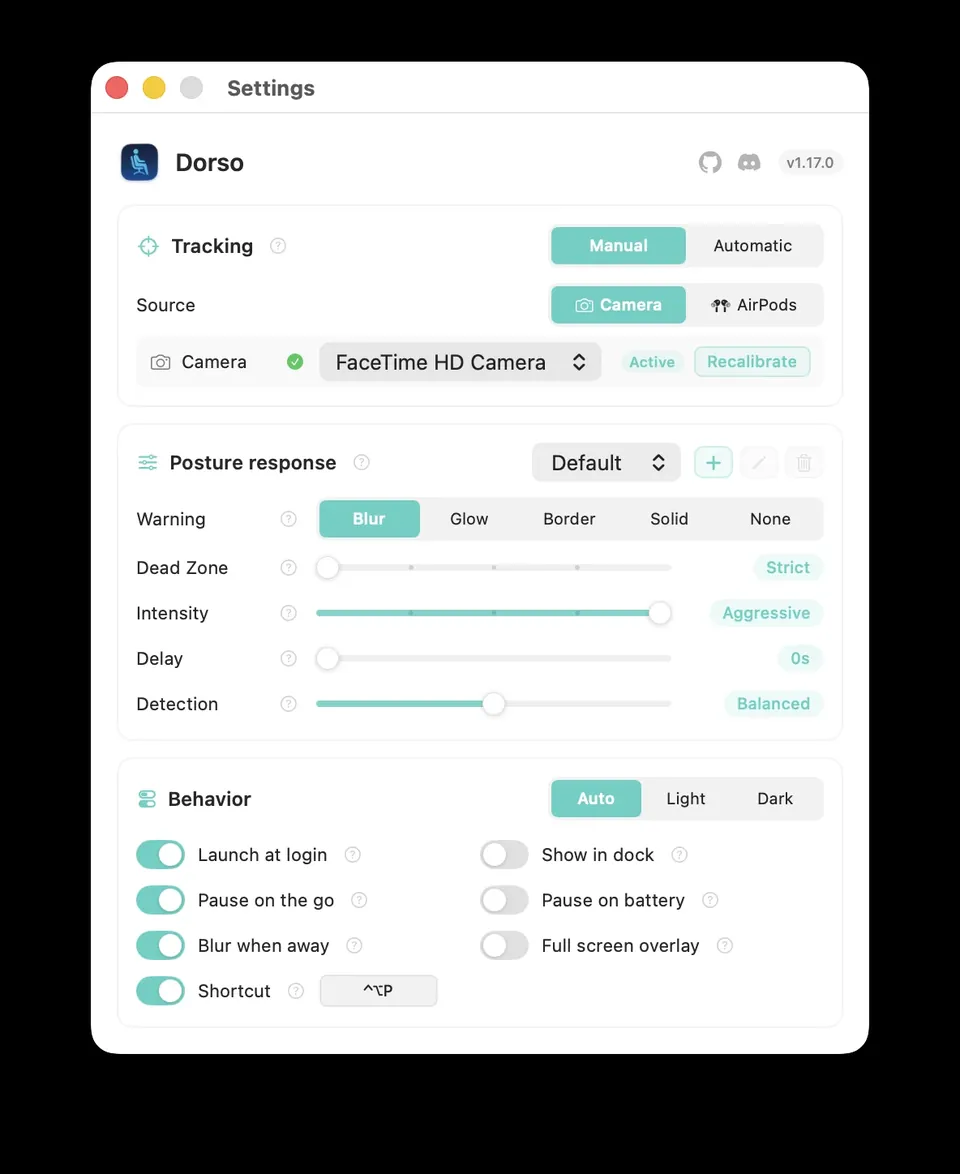 Settings
Dorso v1.17.0
Tracking ? Manual Automatic
Source Camera AirPods
Camera FaceTime HD Camera Active Recalibrate
Posture response ? Default +
Warning ? Blur Glow Border Solid None
Dead Zone ? Strict
Intensity ? Aggressive
Delay ? 0s
Detection ? Balanced
Behavior Auto Light Dark
Launch at login ? Show in dock ?
Pause on the go ? Pause on battery ?
Blur when away ? Full screen overlay ?
Shortcut ? ^⌥P